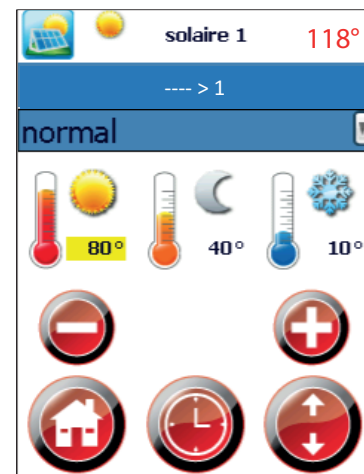 solaire 1 118°
---- > 1
normal
80° 40° 10°